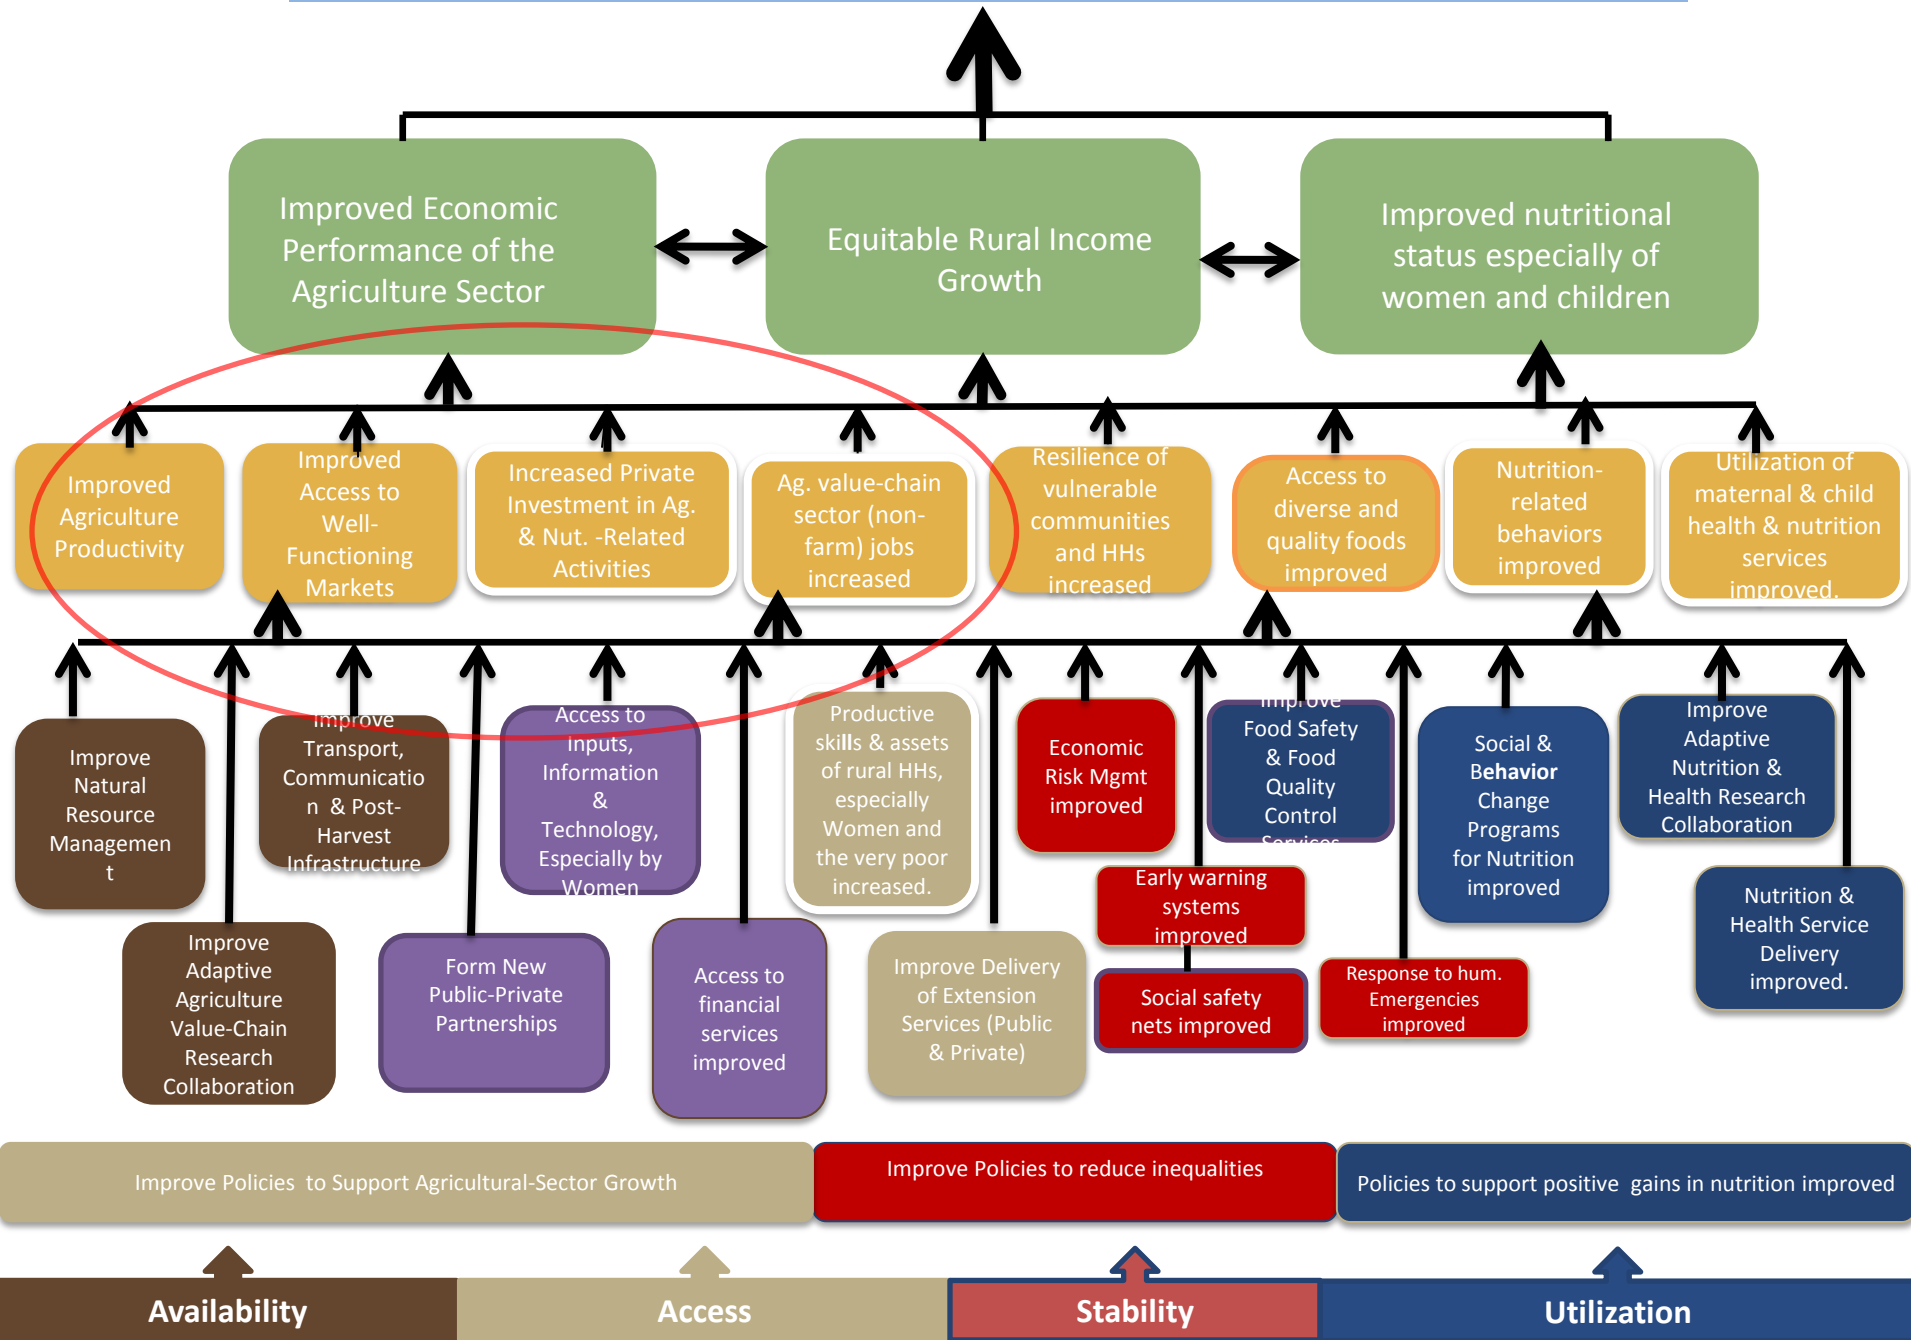 Improved Economic
Performance of the
Agriculture Sector
Equitable Rural Income
Growth
Improved nutritional
status especially of
women and children
Improved
Agriculture
Productivity
Improved
Access to
Well-
Functioning
Markets
Increased Private
Investment in Ag.
& Nut. -Related
Activities
Ag. value-chain
sector (non-
farm) jobs
increased
Resilience of
vulnerable
communities
and HHs
increased
Access to
diverse and
quality foods
improved
Nutrition-
related
behaviors
improved
Utilization of
maternal & child
health & nutrition
services
improved.
Improve
Natural
Resource
Managemen
t
Improve
Transport,
Communicatio
n & Post-
Harvest
Infrastructure
Access to
Inputs,
Information
&
Technology,
Especially by
Women
Productive
skills & assets
of rural HHs,
especially
Women and
the very poor
increased.
Economic
Risk Mgmt
improved
Improve
Food Safety
& Food
Quality
Control
Services
Social &
Behavior
Change
Programs
for Nutrition
improved
Improve
Adaptive
Nutrition &
Health Research
Collaboration
Improve
Adaptive
Agriculture
Value-Chain
Research
Collaboration
Form New
Public-Private
Partnerships
Access to
financial
services
improved
Improve Delivery
of Extension
Services (Public
& Private)
Early warning
systems
improved
Social safety
nets improved
Response to hum.
Emergencies
improved
Nutrition &
Health Service
Delivery
improved.
Improve Policies to Support Agricultural-Sector Growth
Improve Policies to reduce inequalities
Policies to support positive gains in nutrition improved
Availability
Access
Stability
Utilization